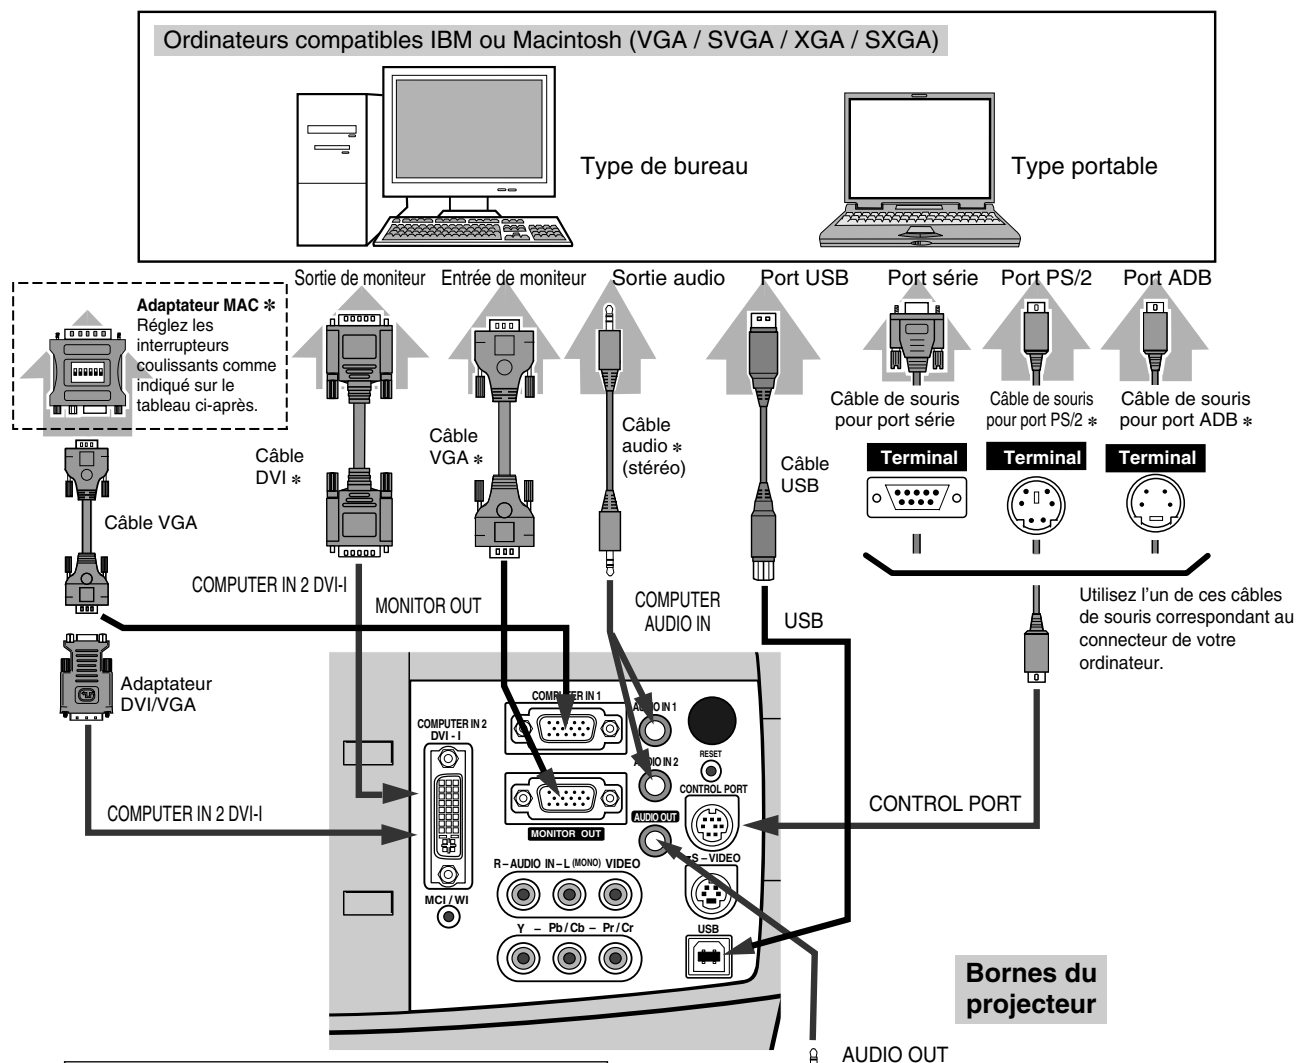 Ordinateurs compatibles IBM ou Macintosh (VGA / SVGA / XGA / SXGA)
Type de bureau
Type portable
Sortie de moniteur
Entrée de moniteur
Sortie audio
Port USB
Port série
Port PS/2
Port ADB
Adaptateur MAC ✻
Réglez les
interrupteurs
coulissants comme
indiqué sur le
tableau ci-après.
Câble de souris
pour port série
Câble de souris
pour port PS/2 ✻
Câble de souris
pour port ADB ✻
Câble
DVI ✻
Câble
VGA ✻
Câble
audio ✻
(stéréo)
Câble
USB
Terminal
Terminal
Terminal
Câble VGA
COMPUTER IN 2 DVI-I
MONITOR OUT
COMPUTER
AUDIO IN
USB
Utilisez l'un de ces câbles
de souris correspondant au
connecteur de votre
ordinateur.
Adaptateur
DVI/VGA
COMPUTER IN 2 DVI-I
COMPUTER IN 1
AUDIO IN 1
COMPUTER IN 2
DVI - I
RESET
AUDIO IN 2
CONTROL PORT
AUDIO OUT
MONITOR OUT
CONTROL PORT
S – VIDEO
R – AUDIO IN – L (MONO) VIDEO
MCI / WI
Y – Pb / Cb – Pr / Cr
USB
Bornes du
projecteur
AUDIO OUT